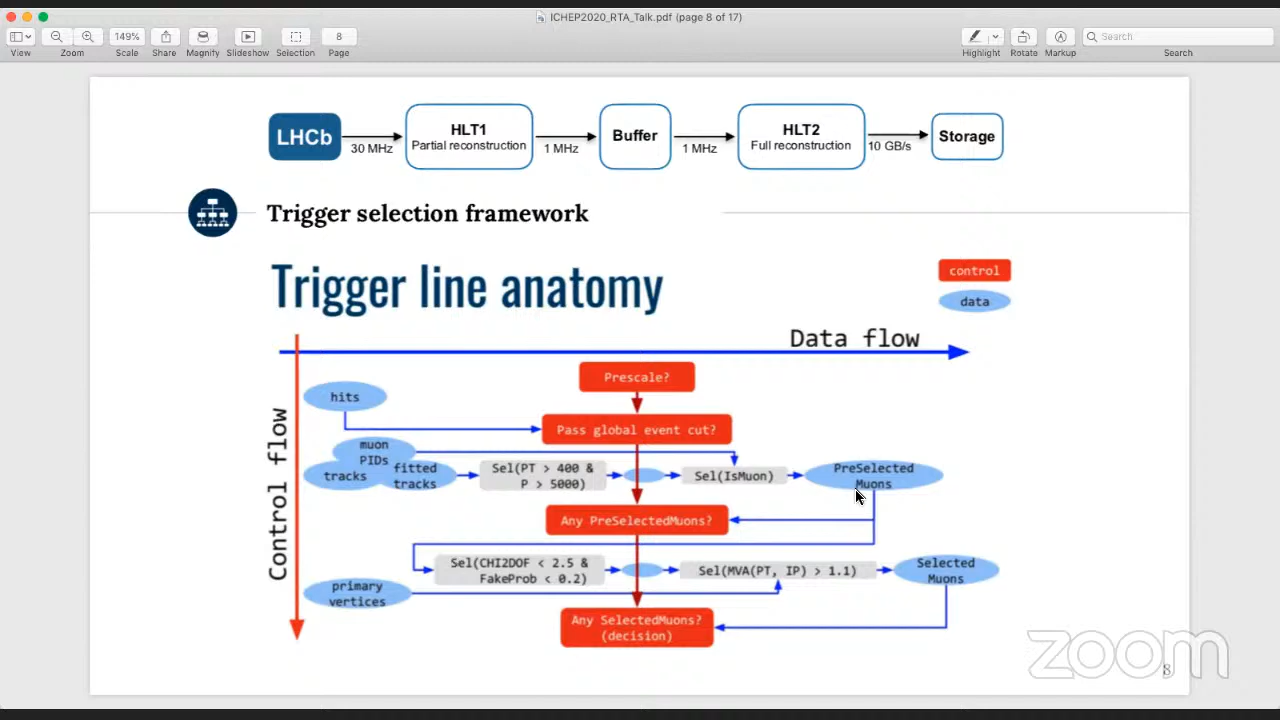 ICHEP2020_RTA_Talk.pdf (page 8 of 17)
149%
8
Search
View
Zoom
Scale
Share
Magnify
Slideshow
Selection
Page
Highlight
Rotate
Markup
Search
LHCb
30 MHz
HLT1
Partial reconstruction
1 MHz
Buffer
1 MHz
HLT2
Full reconstruction
10 GB/s
Storage
Trigger selection framework
Trigger line anatomy
control
data
Data flow
Control flow
Prescale?
hits
Pass global event cut?
muon
PIDs
tracks
fitted
tracks
Sel(PT > 400 &
P > 5000)
Sel(IsMuon)
PreSelected
Muons
Any PreSelectedMuons?
Sel(CHI2DOF < 2.5 &
FakeProb < 0.2)
Sel(MVA(PT, IP) > 1.1)
Selected
Muons
primary
vertices
Any SelectedMuons?
(decision)
zoom
8